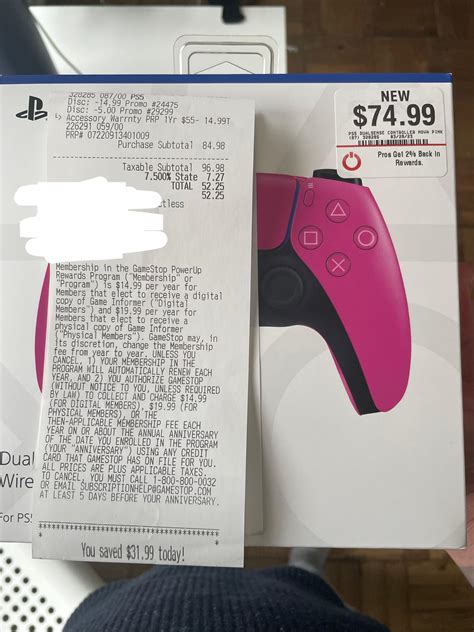 328285 087/00 PS5
Disc: -14.99 Promo #24475
Disc: -5.00 Promo #29299
Accessory Warrnty PRP 1Yr $55- 14.99T
226291 059/00
PRP# 07220913401009
Purchase Subtotal 84.98
Taxable Subtotal 96.98
7.500% State 7.27
TOTAL 52.25
52.25
Membership in the GameStop PowerUp
Rewards Program ("Membership" or
"Program") is $14.99 per year for
Members that elect to receive a digital
copy of Game Informer ("Digital
Members") and $19.99 per year for
Members that elect to receive a
physical copy of Game Informer
("Physical Members"). GameStop may, in
its discretion, change the Membership
fee from year to year. UNLESS YOU
CANCEL, 1) YOUR MEMBERSHIP IN THE
PROGRAM WILL AUTOMATICALLY RENEW EACH
YEAR, AND 2) YOU AUTHORIZE GAMESTOP
(WITHOUT NOTICE TO YOU, UNLESS REQUIRED
BY LAW) TO COLLECT AND CHARGE $14.99
(FOR DIGITAL MEMBERS), $19.99 (FOR
PHYSICAL MEMBERS), OR THE
THEN-APPLICABLE MEMBERSHIP FEE EACH
YEAR ON OR ABOUT THE ANNUAL ANNIVERSARY
OF THE DATE YOU ENROLLED IN THE PROGRAM
(YOUR "ANNIVERSARY") USING ANY CREDIT
CARD THAT GAMESTOP HAS ON FILE FOR YOU.
ALL PRICES ARE PLUS APPLICABLE TAXES.
TO CANCEL, YOU MUST CALL 1-800-800-0032
OR EMAIL SUBSCRIPTIONHELP@GAMESTOP.COM
AT LEAST 5 DAYS BEFORE YOUR ANNIVERSARY.
You saved $31.99 today!
NEW
$74.99
PS5 DUALSENSE CONTROLLER NOVA PINK
(87) 328285 03/28/23
Pros Get 2% Back In
Rewards.
Dual
Wire
For PS5